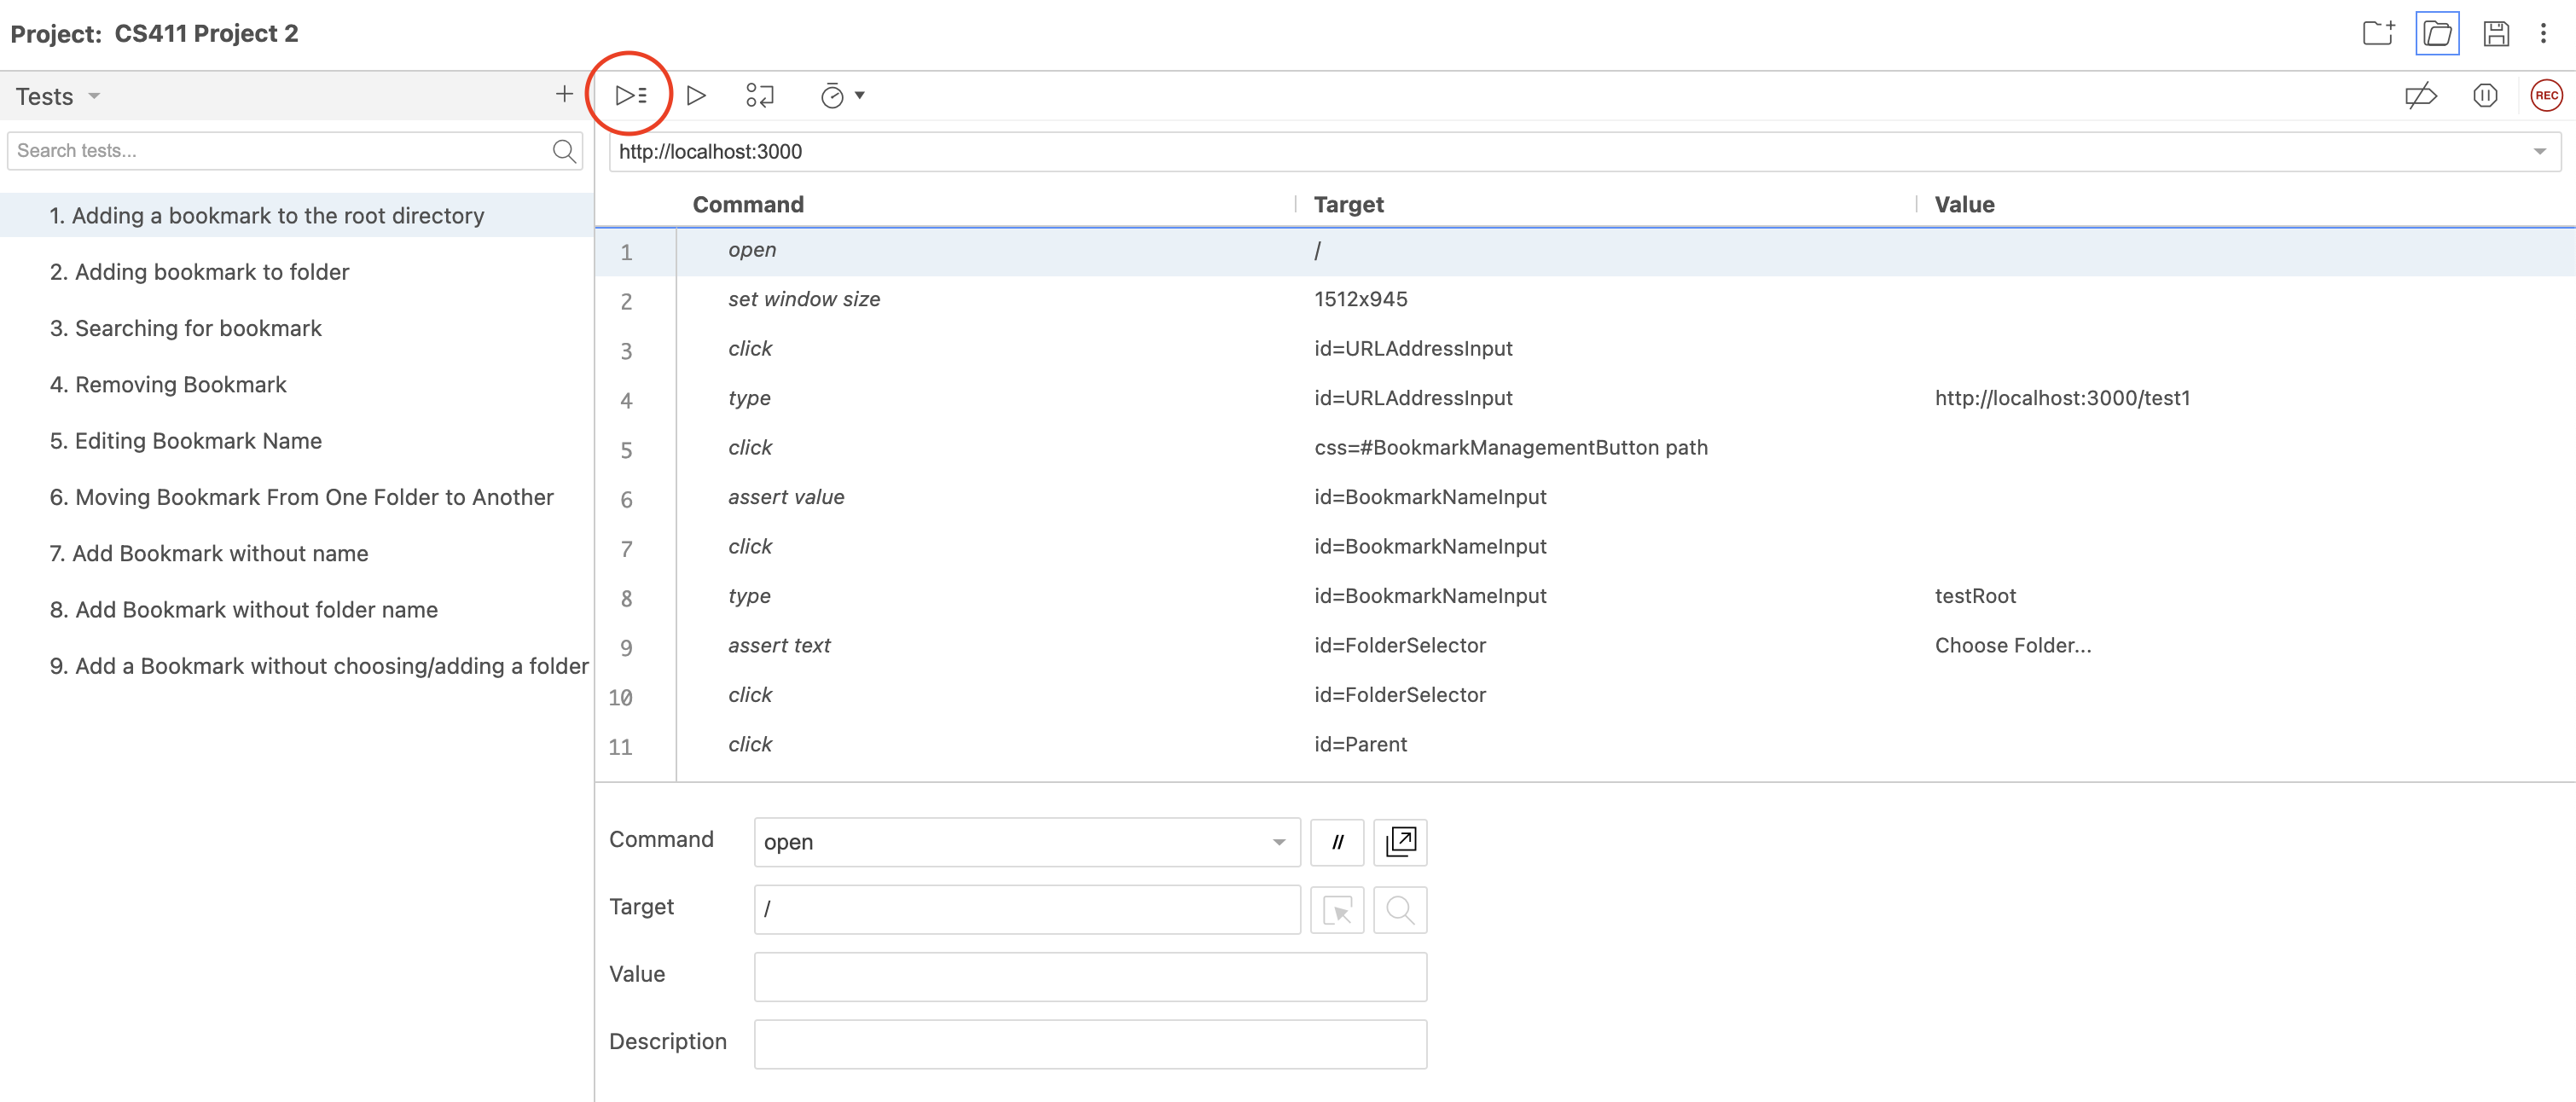 Project: CS411 Project 2
Tests
Search tests...
1. Adding a bookmark to the root directory
2. Adding bookmark to folder
3. Searching for bookmark
4. Removing Bookmark
5. Editing Bookmark Name
6. Moving Bookmark From One Folder to Another
7. Add Bookmark without name
8. Add Bookmark without folder name
9. Add a Bookmark without choosing/adding a folder
REC
http://localhost:3000
Command Target Value
1 open /
2 set window size 1512x945
3 click id=URLAddressInput
4 type id=URLAddressInput http://localhost:3000/test1
5 click css=#BookmarkManagementButton path
6 assert value id=BookmarkNameInput
7 click id=BookmarkNameInput
8 type id=BookmarkNameInput testRoot
9 assert text id=FolderSelector Choose Folder...
10 click id=FolderSelector
11 click id=Parent
Command open //
Target /
Value
Description